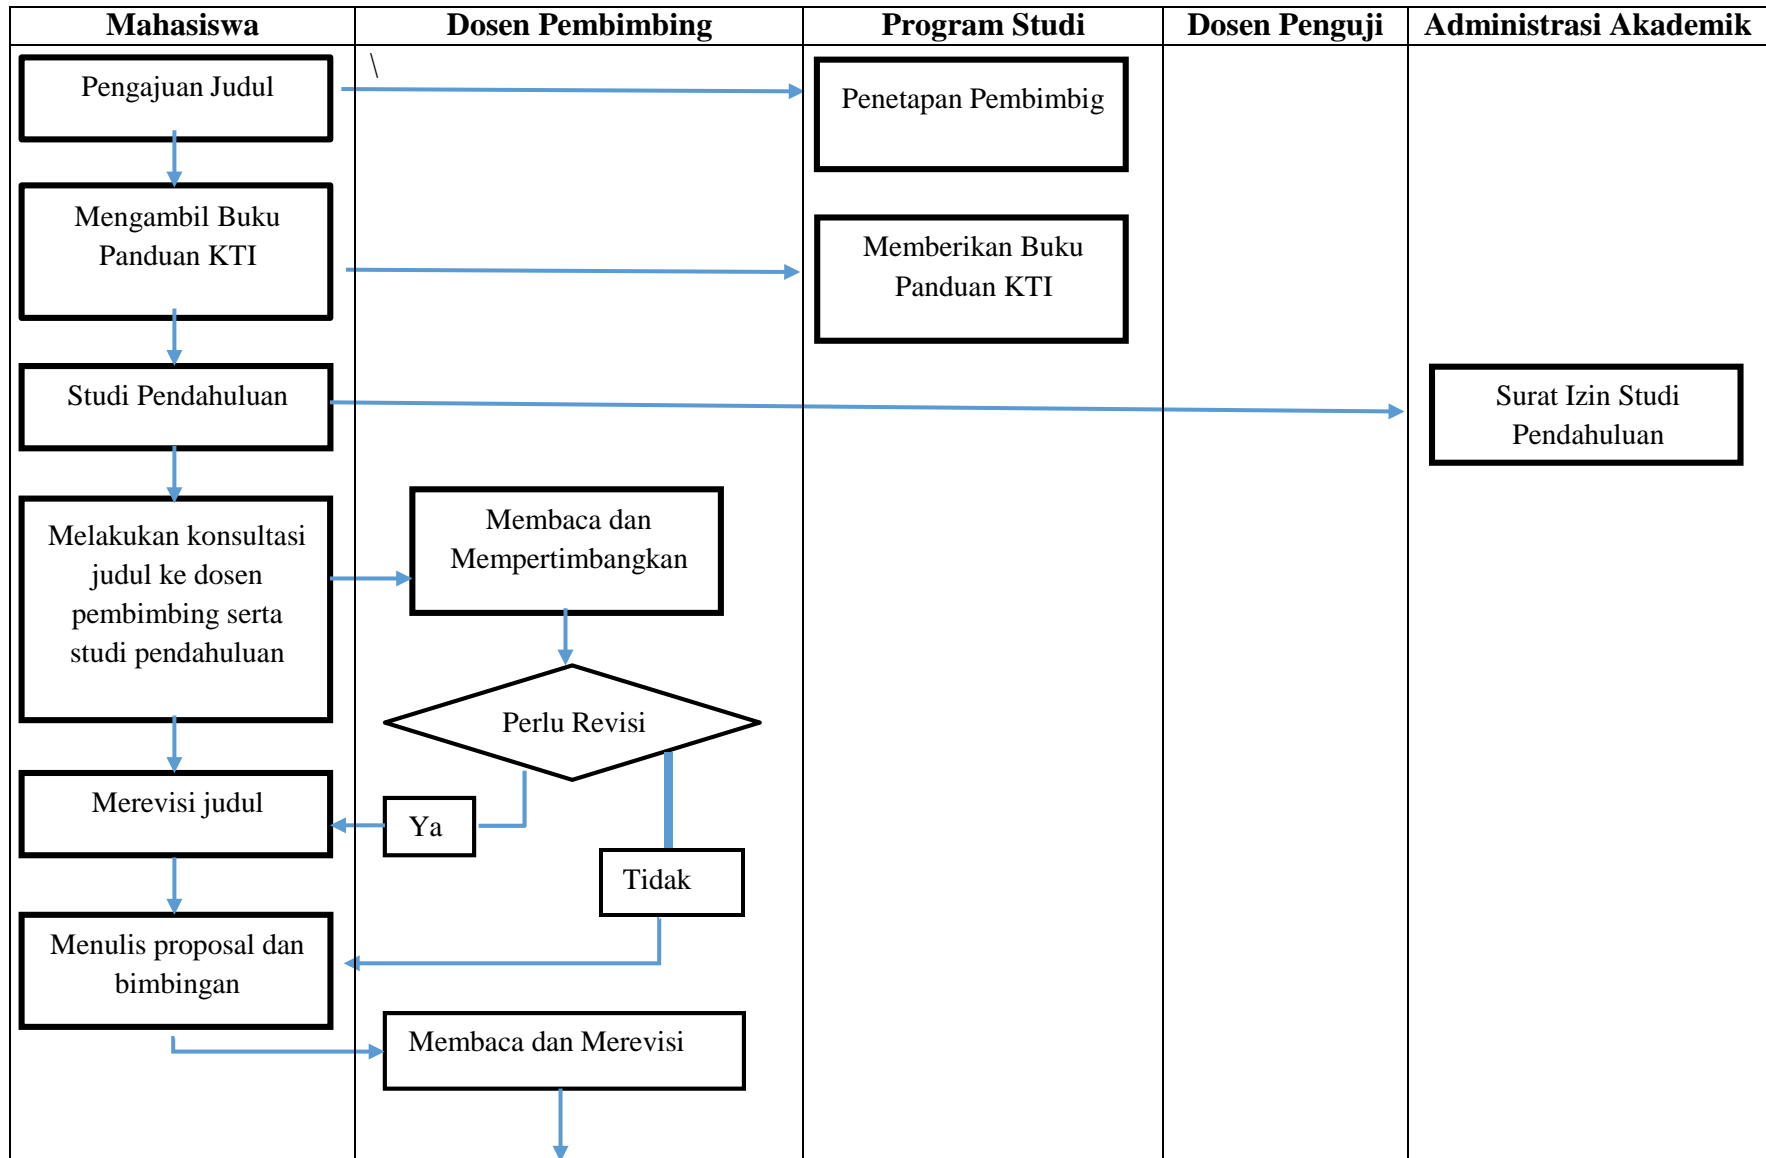 Mahasiswa
Dosen Pembimbing
Program Studi
Dosen Penguji
Administrasi Akademik
\
Pengajuan Judul
Penetapan Pembimbig
Mengambil Buku
Panduan KTI
Memberikan Buku
Panduan KTI
Studi Pendahuluan
Surat Izin Studi
Pendahuluan
Melakukan konsultasi
judul ke dosen
pembimbing serta
studi pendahuluan
Membaca dan
Mempertimbangkan
Perlu Revisi
Merevisi judul
Ya
Tidak
Menulis proposal dan
bimbingan
Membaca dan Merevisi